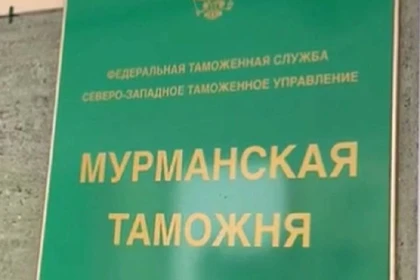 ФЕДЕРАЛЬНАЯ ТАМОЖЕННАЯ СЛУЖБА
СЕВЕРО-ЗАПАДНОЕ ТАМОЖЕННОЕ УПРАВЛЕНИЕ
МУРМАНСКАЯ
ТАМОЖНЯ